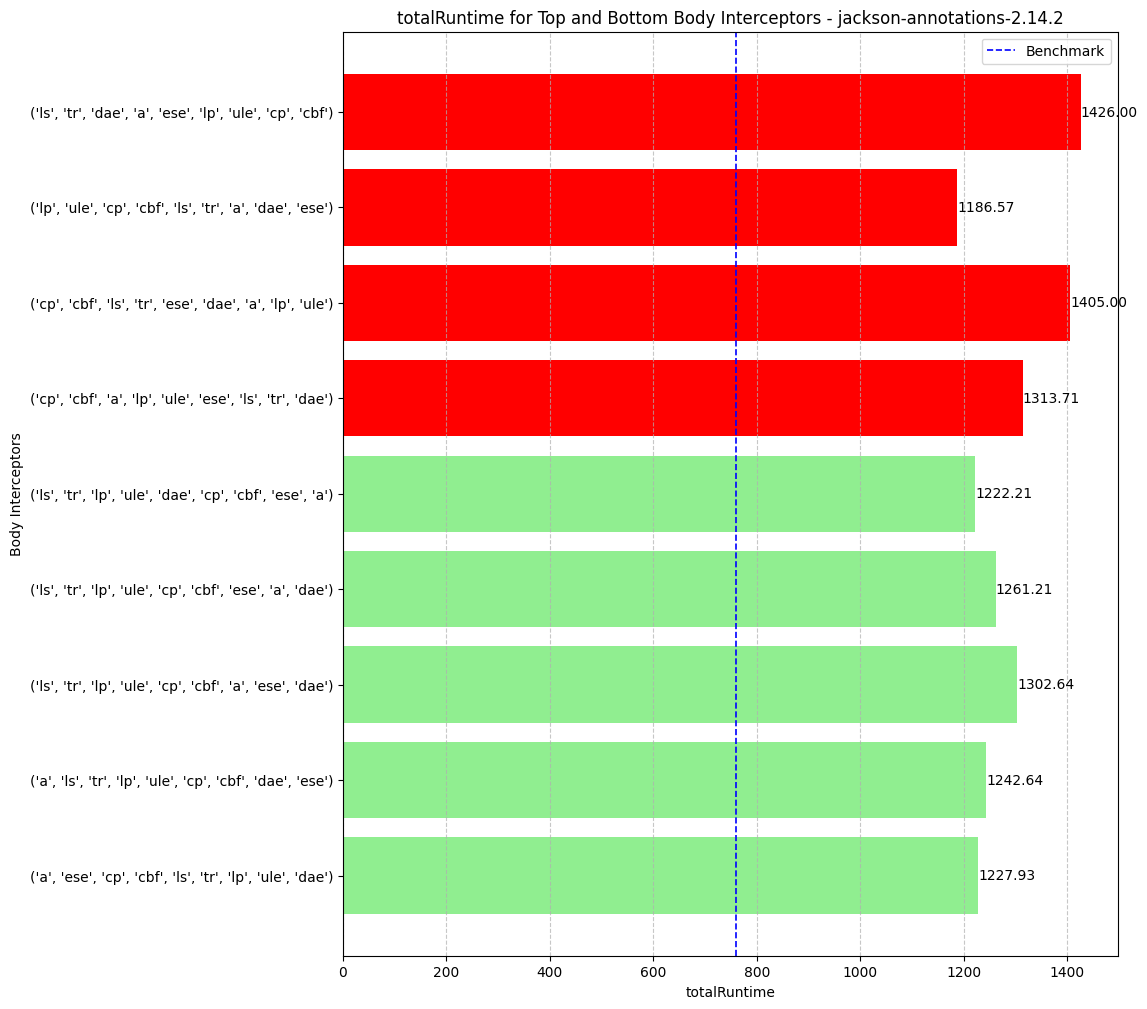 totalRuntime for Top and Bottom Body Interceptors - jackson-annotations-2.14.2
Benchmark
('ls', 'tr', 'dae', 'a', 'ese', 'lp', 'ule', 'cp', 'cbf')
1426.00
('lp', 'ule', 'cp', 'cbf', 'ls', 'tr', 'a', 'dae', 'ese')
1186.57
('cp', 'cbf', 'ls', 'tr', 'ese', 'dae', 'a', 'lp', 'ule')
1405.00
('cp', 'cbf', 'a', 'lp', 'ule', 'ese', 'ls', 'tr', 'dae')
1313.71
('ls', 'tr', 'lp', 'ule', 'dae', 'cp', 'cbf', 'ese', 'a')
1222.21
('ls', 'tr', 'lp', 'ule', 'cp', 'cbf', 'ese', 'a', 'dae')
1261.21
('ls', 'tr', 'lp', 'ule', 'cp', 'cbf', 'a', 'ese', 'dae')
1302.64
('a', 'ls', 'tr', 'lp', 'ule', 'cp', 'cbf', 'dae', 'ese')
1242.64
('a', 'ese', 'cp', 'cbf', 'ls', 'tr', 'lp', 'ule', 'dae')
1227.93
Body Interceptors
0 200 400 600 800 1000 1200 1400
totalRuntime